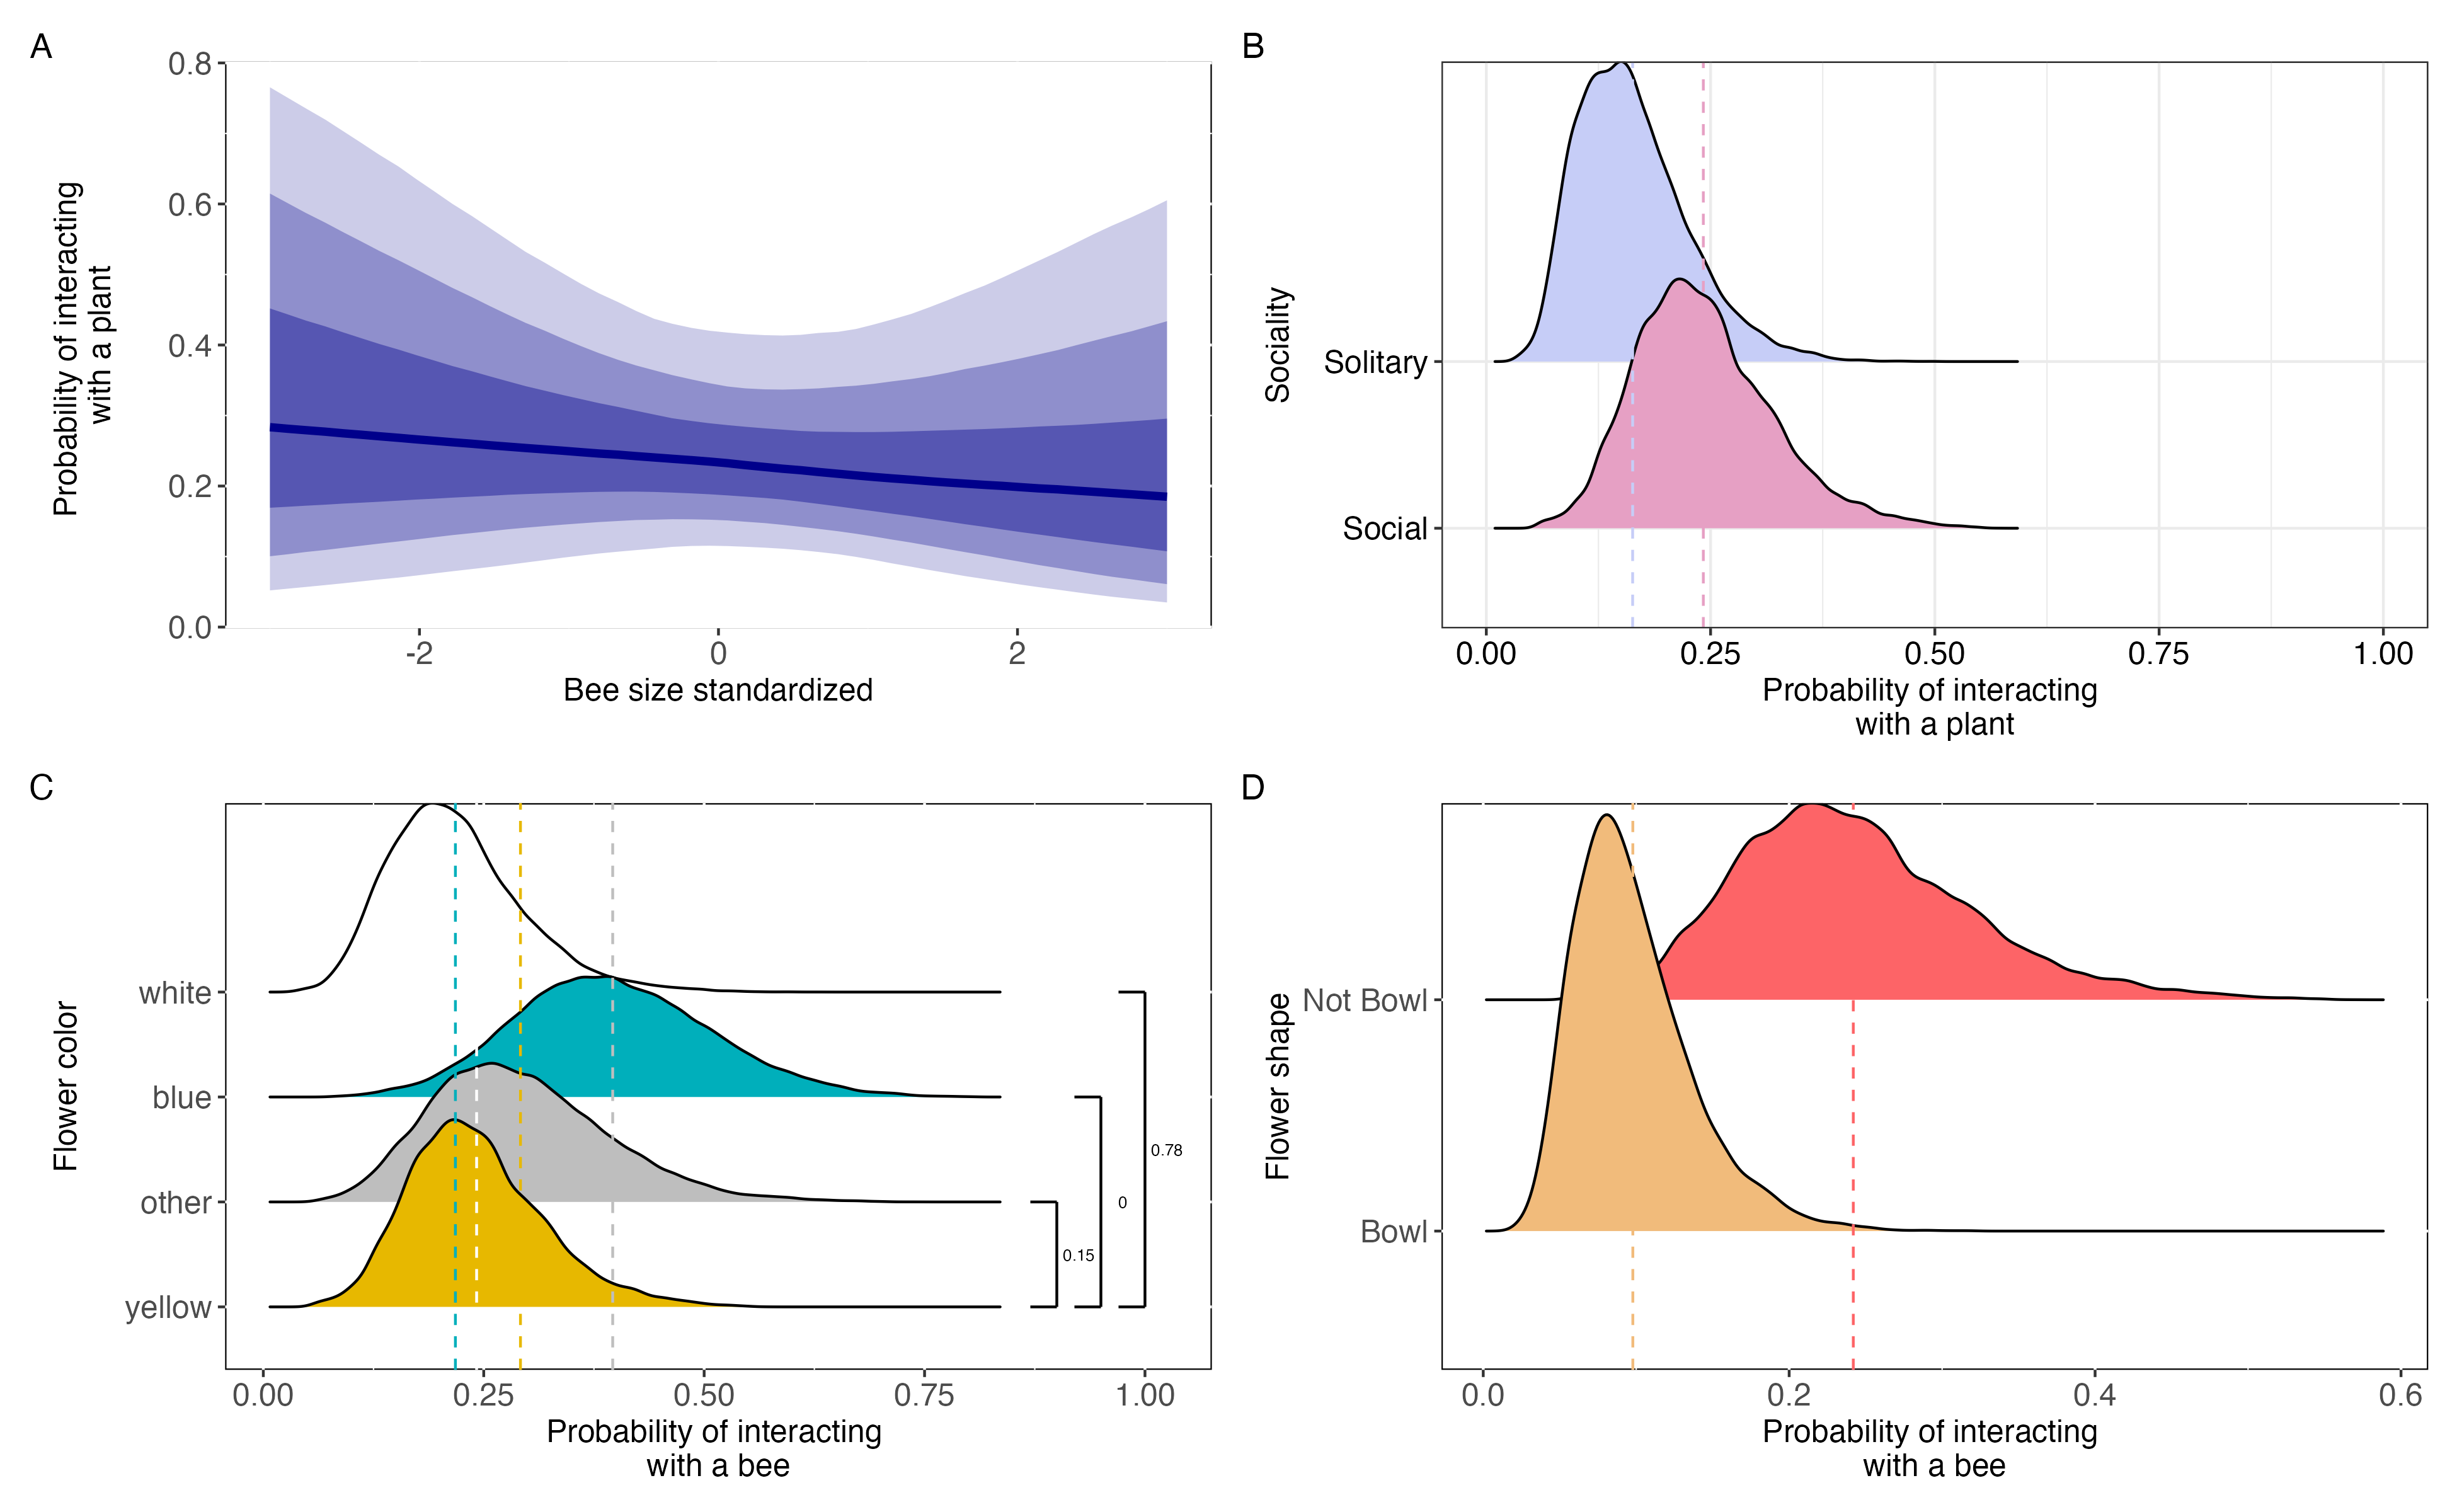 A
0.8
0.6
0.4
0.2
0.0
Probability of interacting
with a plant
-2
0
2
Bee size standardized
B
Sociality
Solitary
Social
0.00
0.25
0.50
0.75
1.00
Probability of interacting
with a plant
C
Flower color
white
blue
other
yellow
0.78
0
0.15
0.00
0.25
0.50
0.75
1.00
Probability of interacting
with a bee
D
Flower shape
Not Bowl
Bowl
0.0
0.2
0.4
0.6
Probability of interacting
with a bee